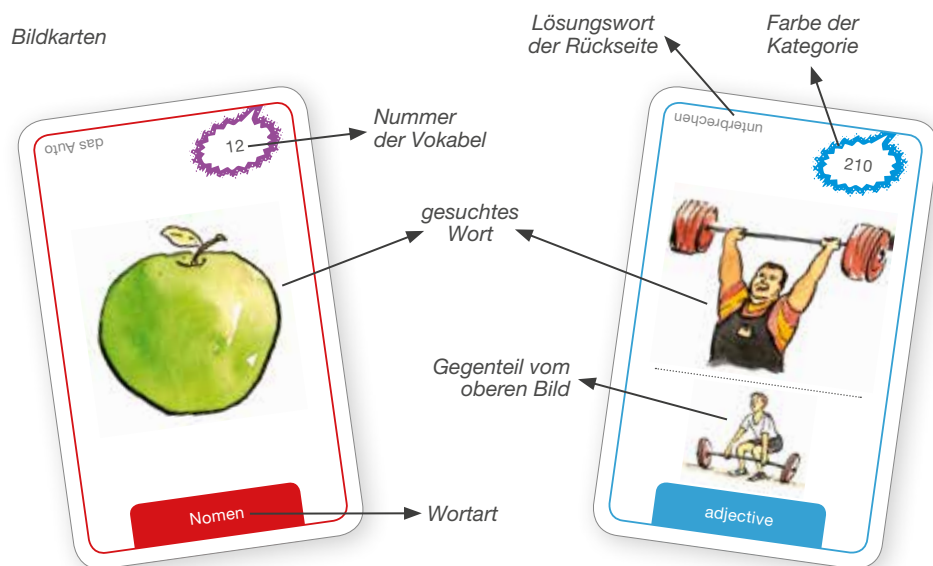 Bildkarten
Lösungswort
der Rückseite
Farbe der
Kategorie
das Auto
12
Nummer
der Vokabel
unterbrechen
210
gesuchtes
Wort
Gegenteil vom
oberen Bild
Nomen
Wortart
adjective